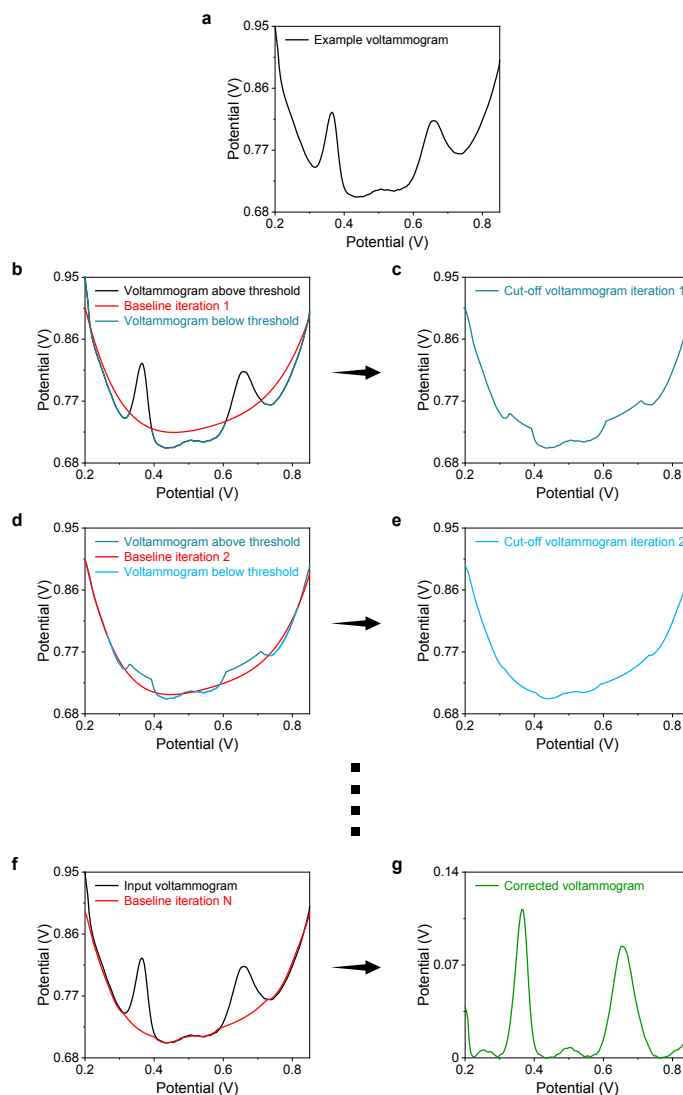 a
Example voltammogram
0.95
0.86
0.77
0.68
Potential (V)
0.2 0.4 0.6 0.8
Potential (V)
b
Voltammogram above threshold
Baseline iteration 1
Voltammogram below threshold
0.95
0.86
0.77
0.68
Potential (V)
0.2 0.4 0.6 0.8
Potential (V)
c
Cut-off voltammogram iteration 1
0.95
0.86
0.77
0.68
Potential (V)
0.2 0.4 0.6 0.8
Potential (V)
d
Voltammogram above threshold
Baseline iteration 2
Voltammogram below threshold
0.95
0.86
0.77
0.68
Potential (V)
0.2 0.4 0.6 0.8
Potential (V)
e
Cut-off voltammogram iteration 2
0.95
0.86
0.77
0.68
Potential (V)
0.2 0.4 0.6 0.8
Potential (V)
f
Input voltammogram
Baseline iteration N
0.95
0.86
0.77
0.68
Potential (V)
0.2 0.4 0.6 0.8
Potential (V)
g
Corrected voltammogram
0.14
0.07
0
Potential (V)
0.2 0.4 0.6 0.8
Potential (V)